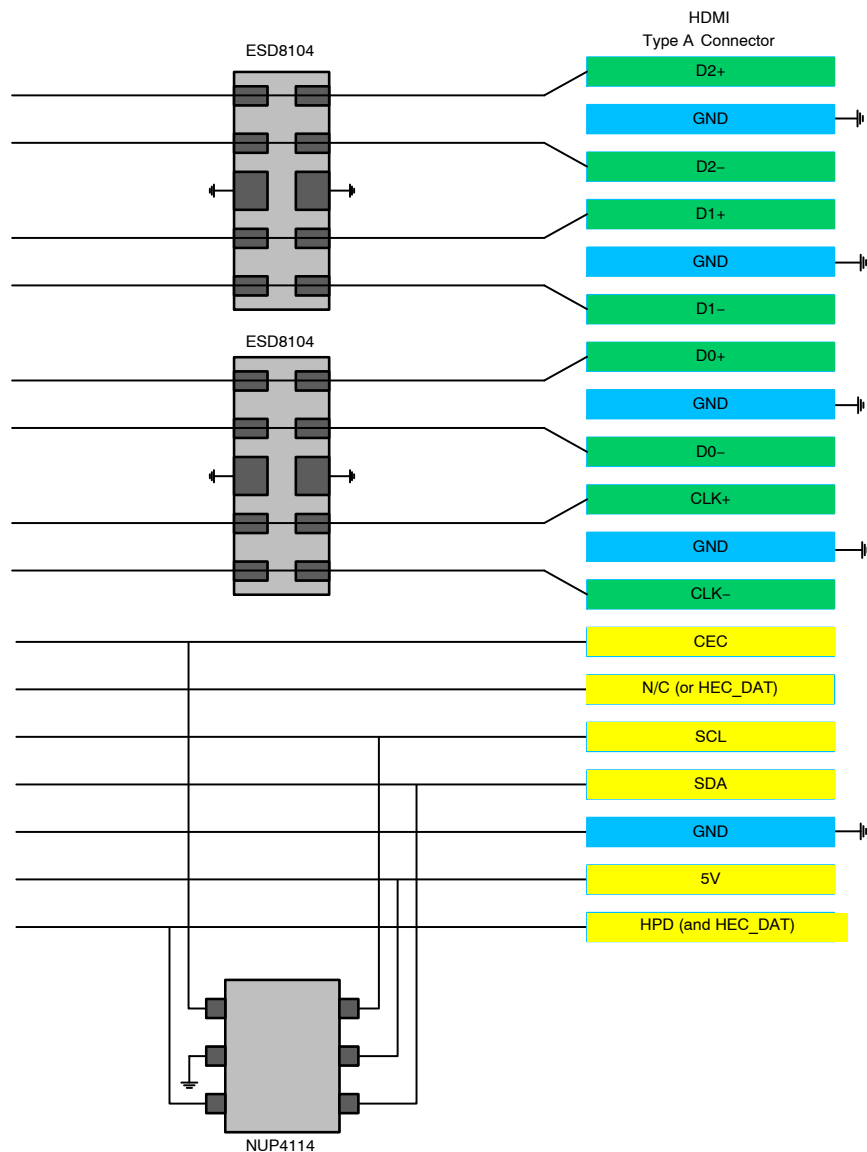 HDMI
Type A Connector
ESD8104
D2+
GND
D2−
D1+
GND
D1−
ESD8104
D0+
GND
D0−
CLK+
GND
CLK−
CEC
N/C (or HEC_DAT)
SCL
SDA
GND
5V
HPD (and HEC_DAT)
NUP4114